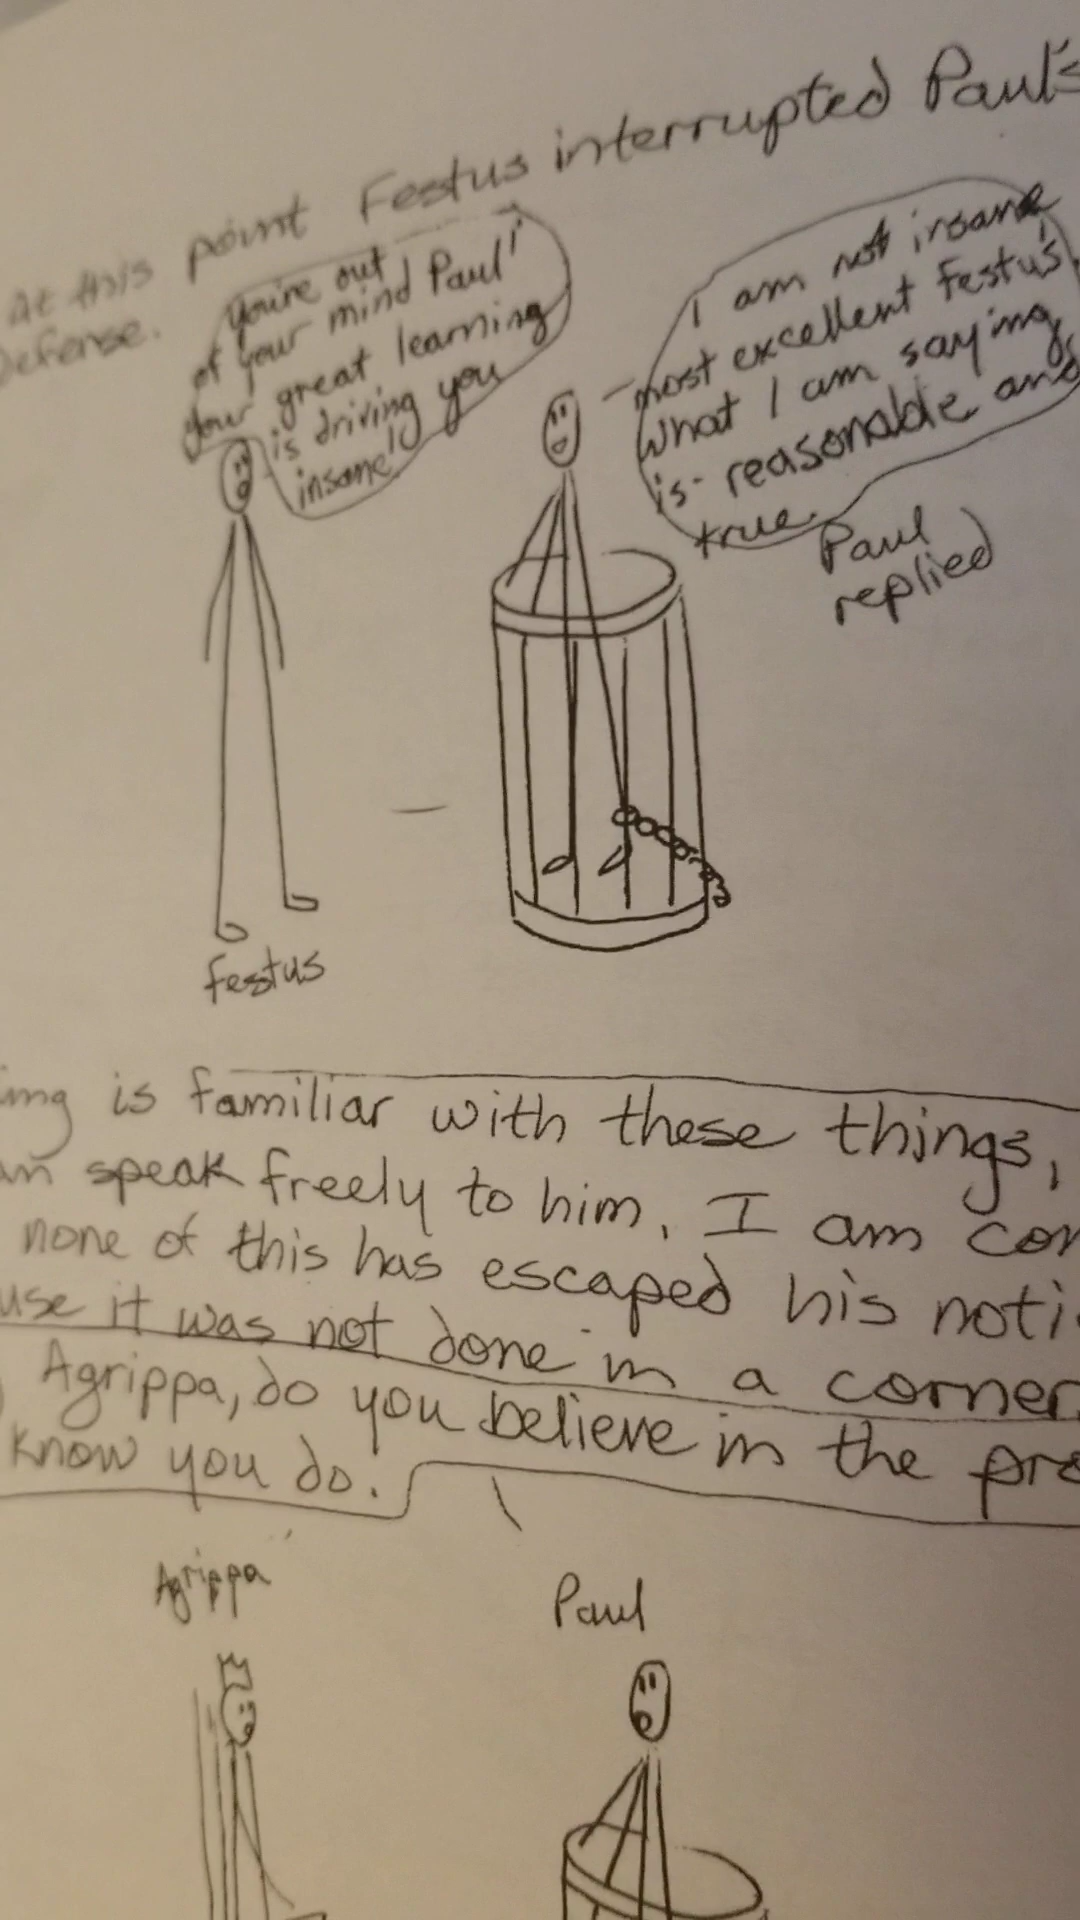 At this point Festus interrupted Paul's
Defense.
"You're out
of your mind Paul"
"your great learning
is driving you
insane"
I am not insane,
most excellent Festus,
what I am saying,
is reasonable and
true.
Paul
replied
Festus
is familiar with these things,
speak freely to him. I am
none of this has escaped his
it was not done in a corner.
Agrippa, do you believe in the
know you do.
Agrippa
Paul